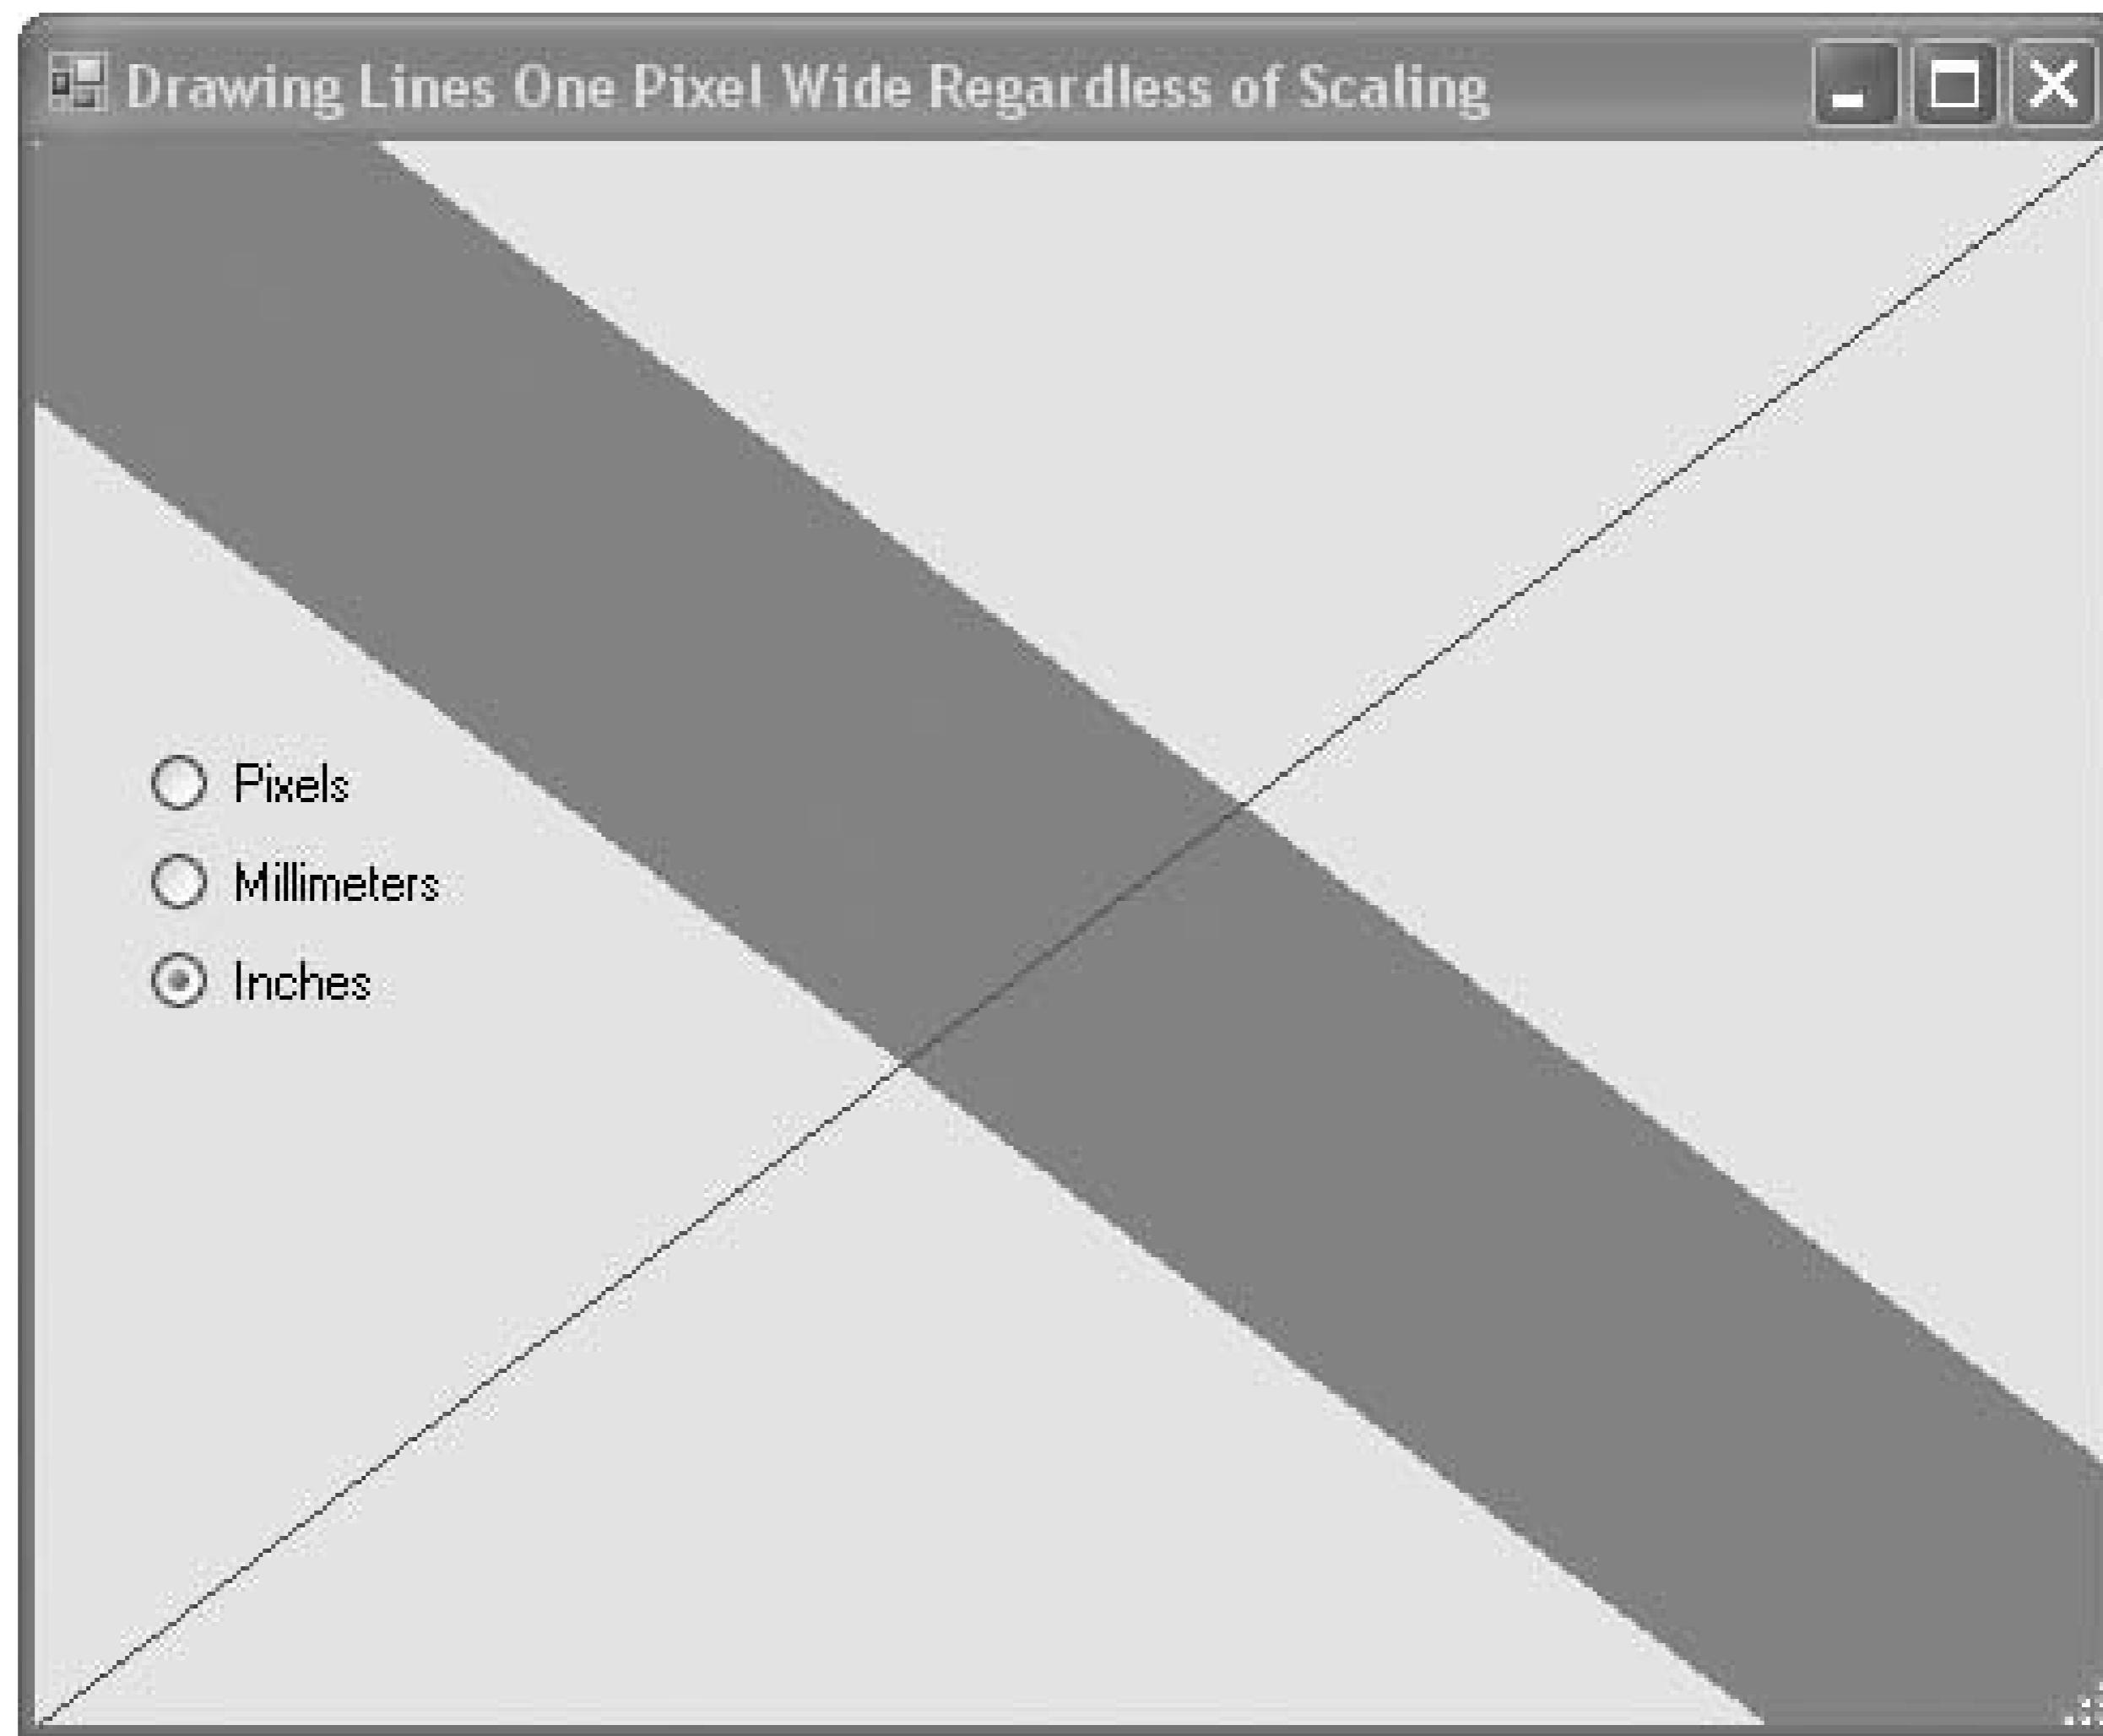 Drawing Lines One Pixel Wide Regardless of Scaling
Pixels
Millimeters
Inches